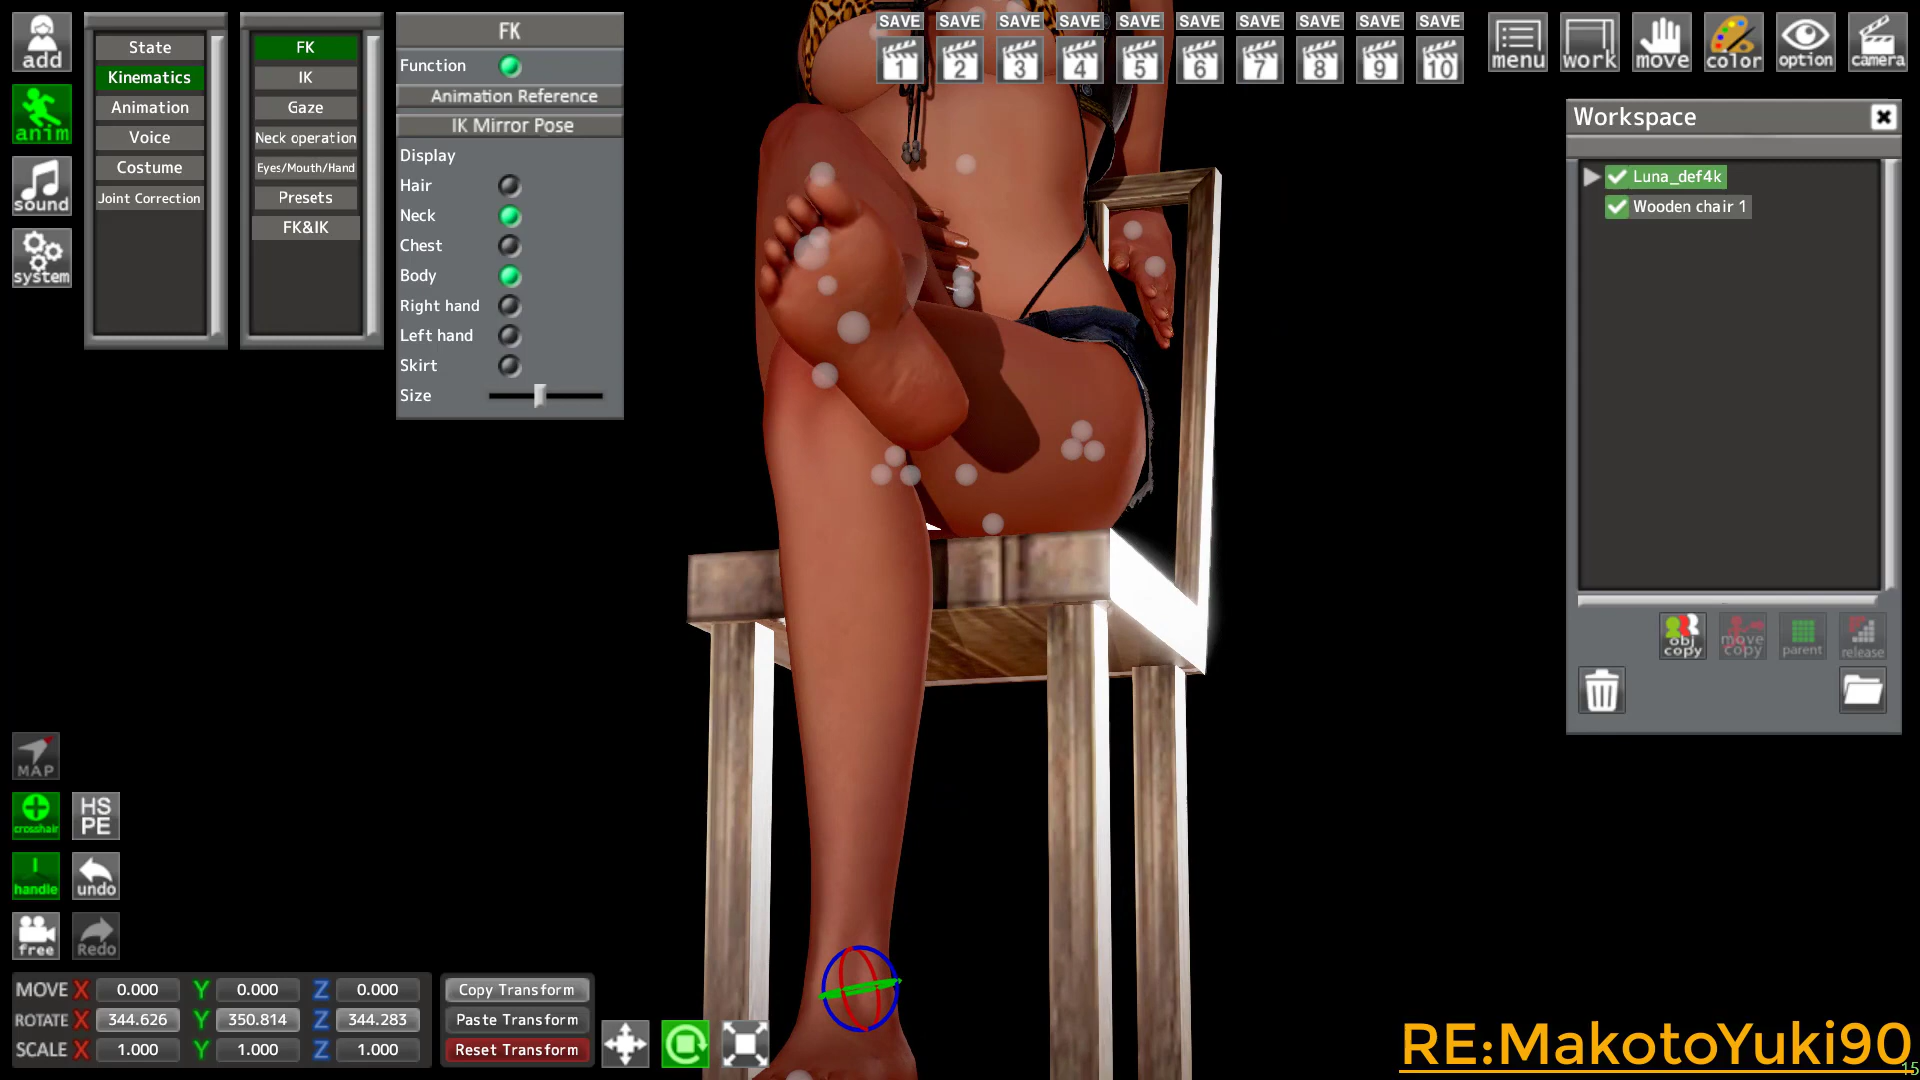 add
anim
sound
system
State
Kinematics
Animation
Voice
Costume
Joint Correction
FK
IK
Gaze
Neck operation
Eyes/Mouth/Hand
Presets
FK&IK
FK
Function
Animation Reference
IK Mirror Pose
Display
Hair
Neck
Chest
Body
Right hand
Left hand
Skirt
Size
SAVE SAVE SAVE SAVE SAVE SAVE SAVE SAVE SAVE SAVE
1 2 3 4 5 6 7 8 9 10
menu work move color option camera
Workspace
Luna_def4k
Wooden chair 1
obj copy
move copy
parent
release
MAP
crosshair
HS PE
handle
undo
free
Redo
MOVE X 0.000 Y 0.000 Z 0.000
ROTATE X 344.626 Y 350.814 Z 344.283
SCALE X 1.000 Y 1.000 Z 1.000
Copy Transform
Paste Transform
Reset Transform
RE:MakotoYuki90
15